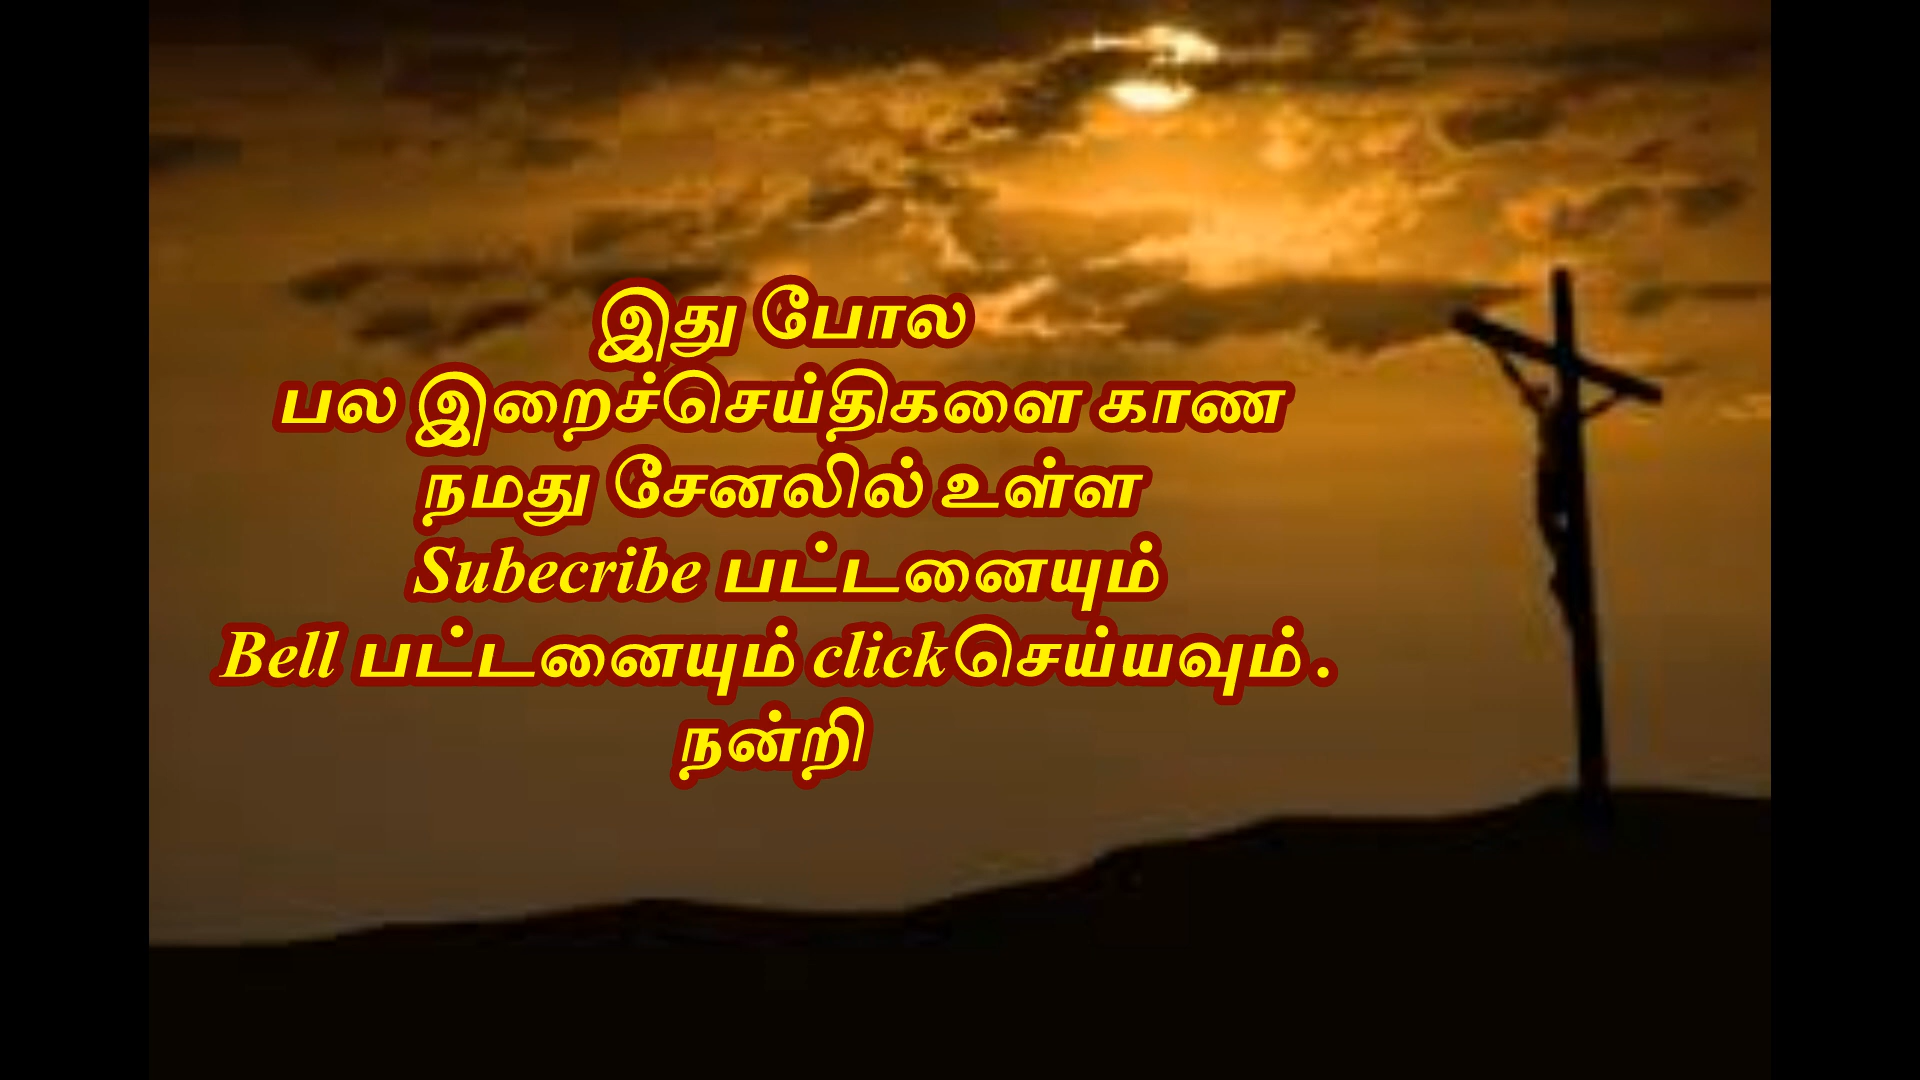 இது போல
பல இறைச்செய்திகளை காண
நமது சேனலில் உள்ள
Subecribe பட்டனையும்
Bell பட்டனையும் clickசெய்யவும்.
நன்றி